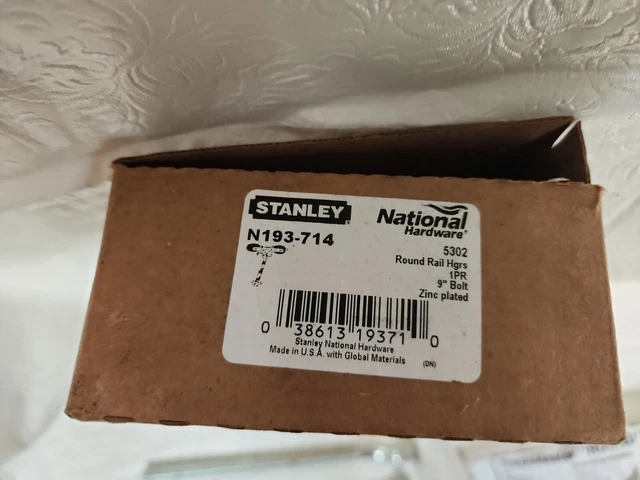 STANLEY
National
Hardware®
N193-714
5302
Round Rail Hgrs
1PR
9" Bolt
Zinc plated
0 38613 19371 0
Stanley National Hardware
Made in U.S.A. with Global Materials
(DN)